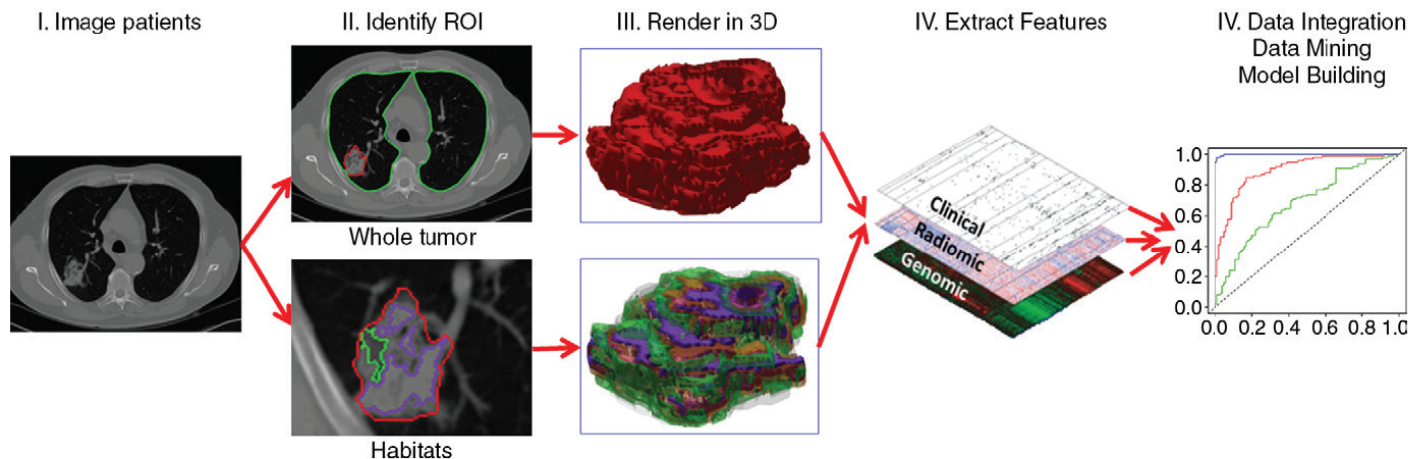 I. Image patients
II. Identify ROI
III. Render in 3D
IV. Extract Features
IV. Data Integration
Data Mining
Model Building
Whole tumor
Habitats
Clinical
Radiomic
Genomic
1.0
0.8
0.6
0.4
0.2
0.0
0.0 0.2 0.4 0.6 0.8 1.0